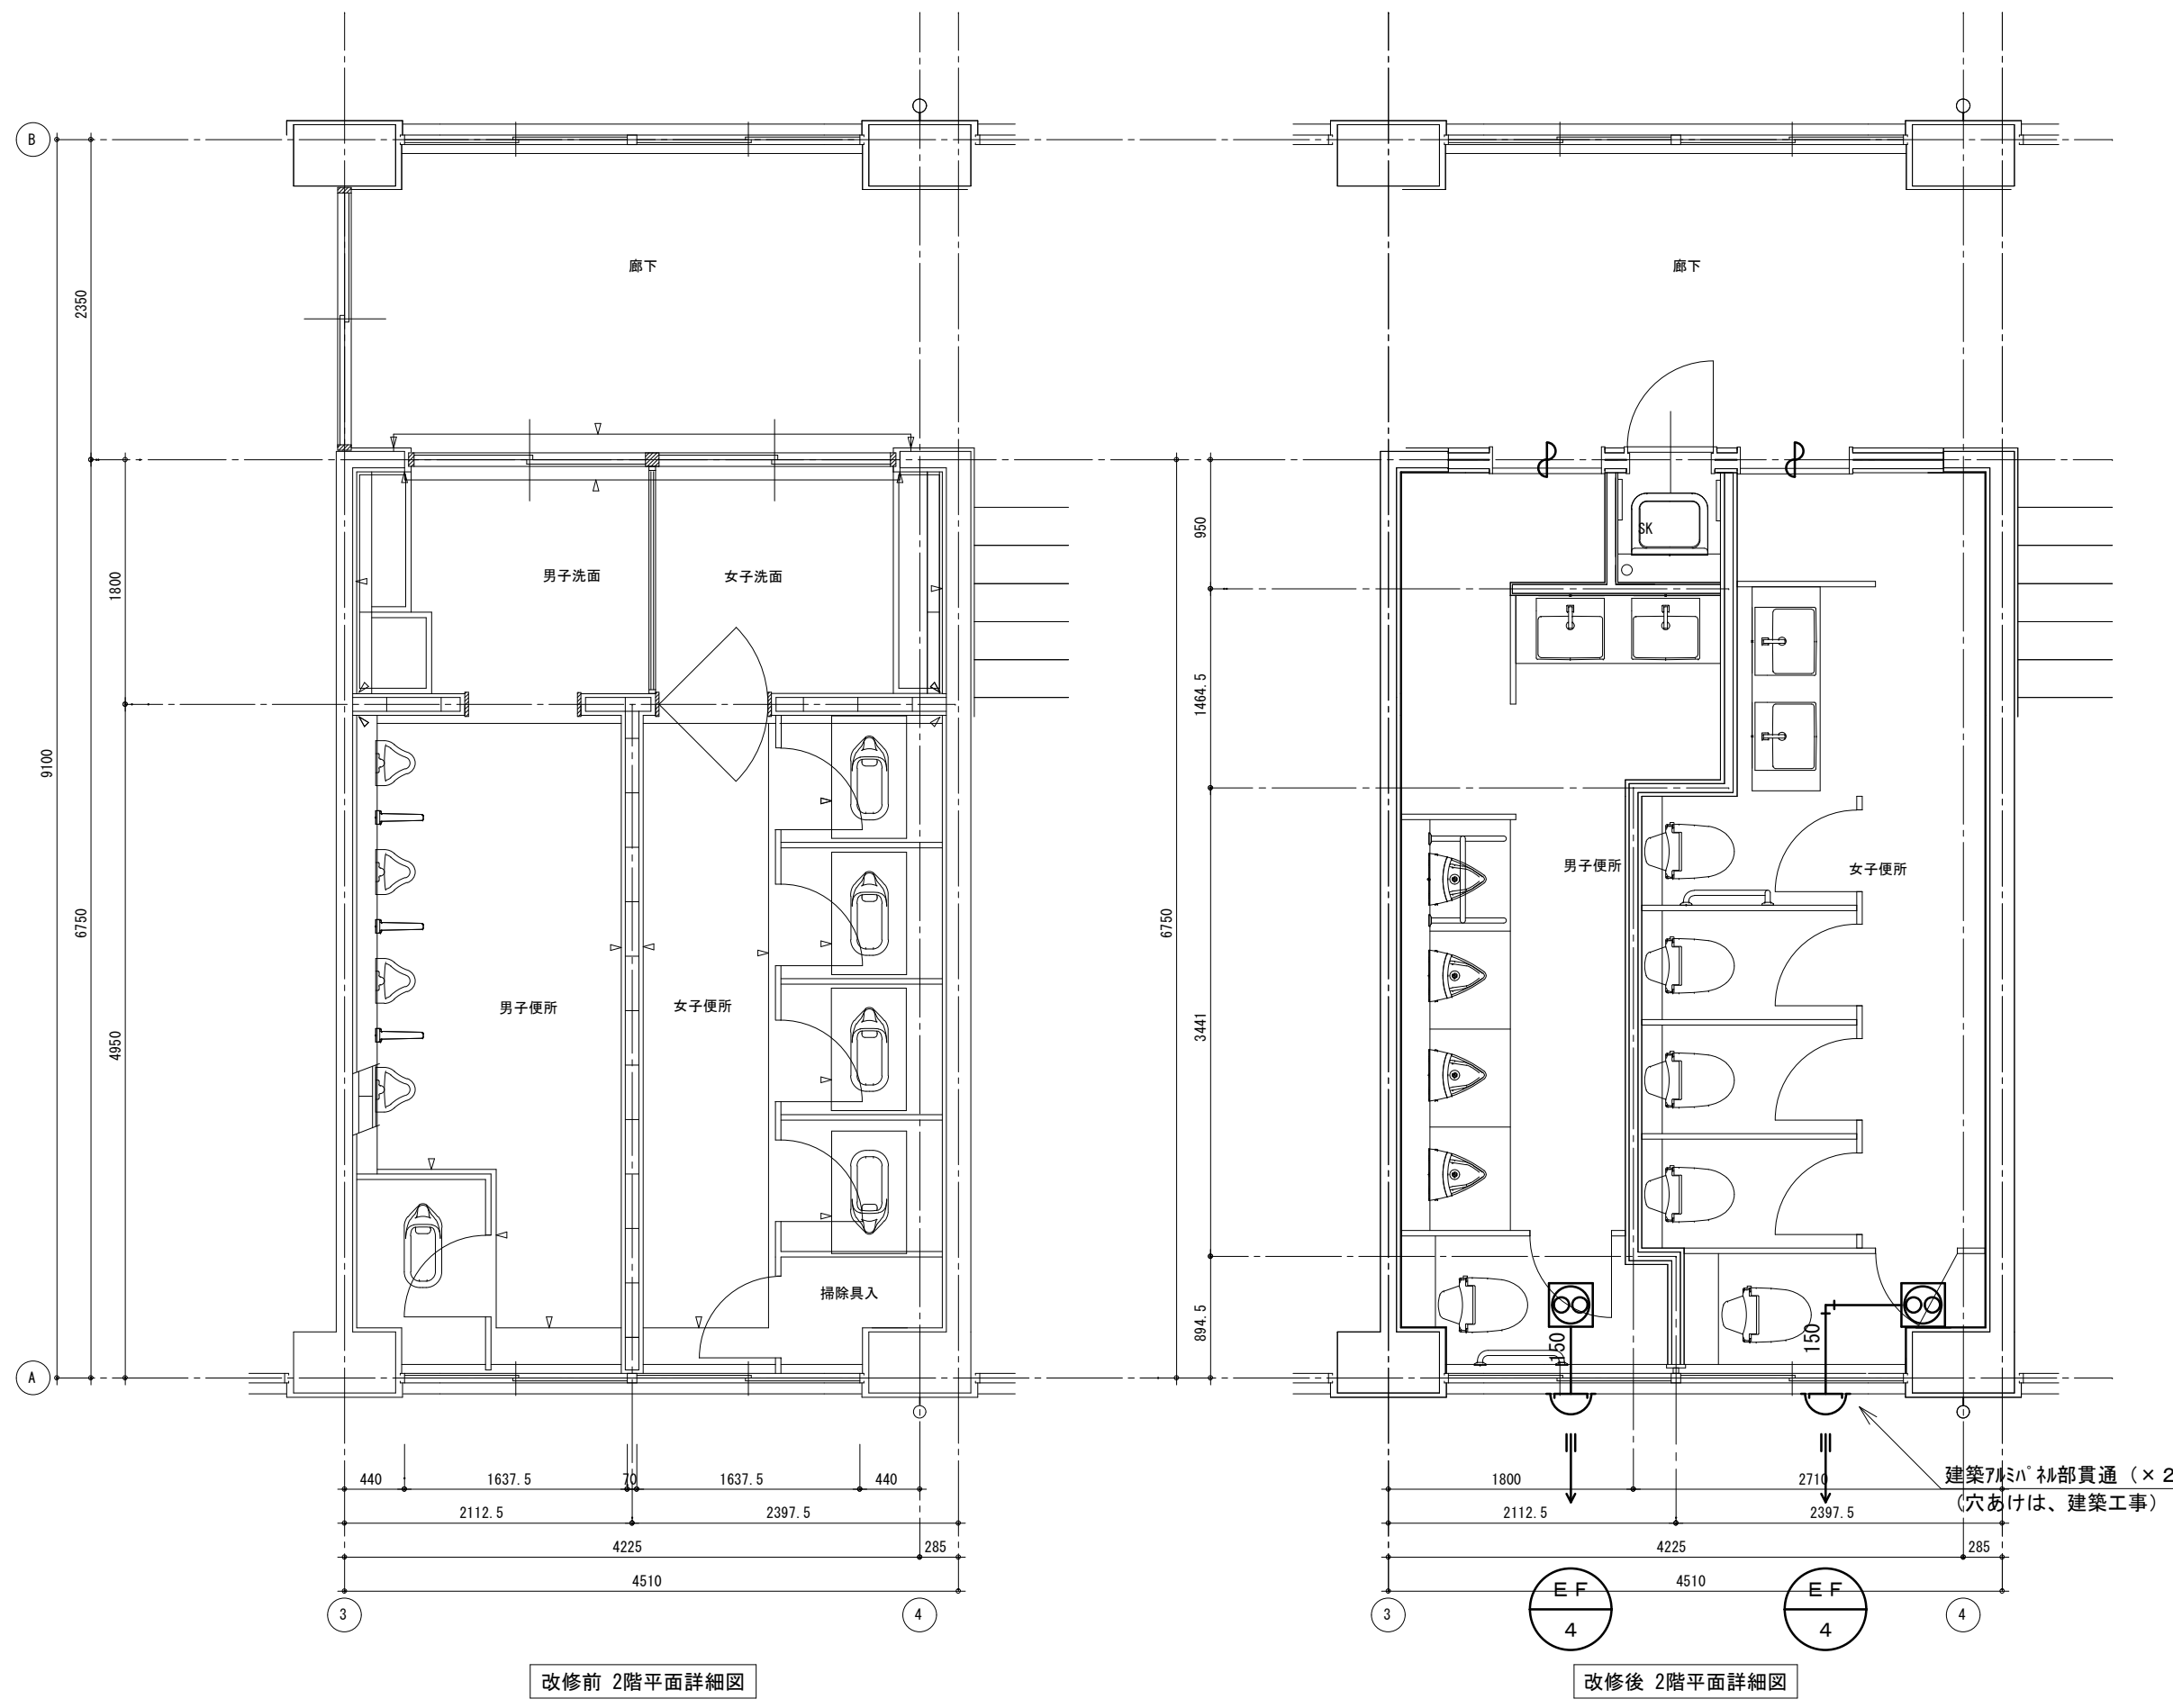 B
2350
9100
6750
1800
4950
A
廊下
男子洗面
女子洗面
男子便所
女子便所
掃除具入
440
1637.5
70
1637.5
440
2112.5
2397.5
4225
285
4510
3
4
改修前 2階平面詳細図
廊下
SK
950
1464.5
6750
3441
894.5
男子便所
女子便所
150
150
建築ｱﾙﾐﾊﾟﾈﾙ部貫通（×2
（穴あけは、建築工事）
1800
2710
2112.5
2397.5
4225
285
4510
3
EF
4
EF
4
4
改修後 2階平面詳細図